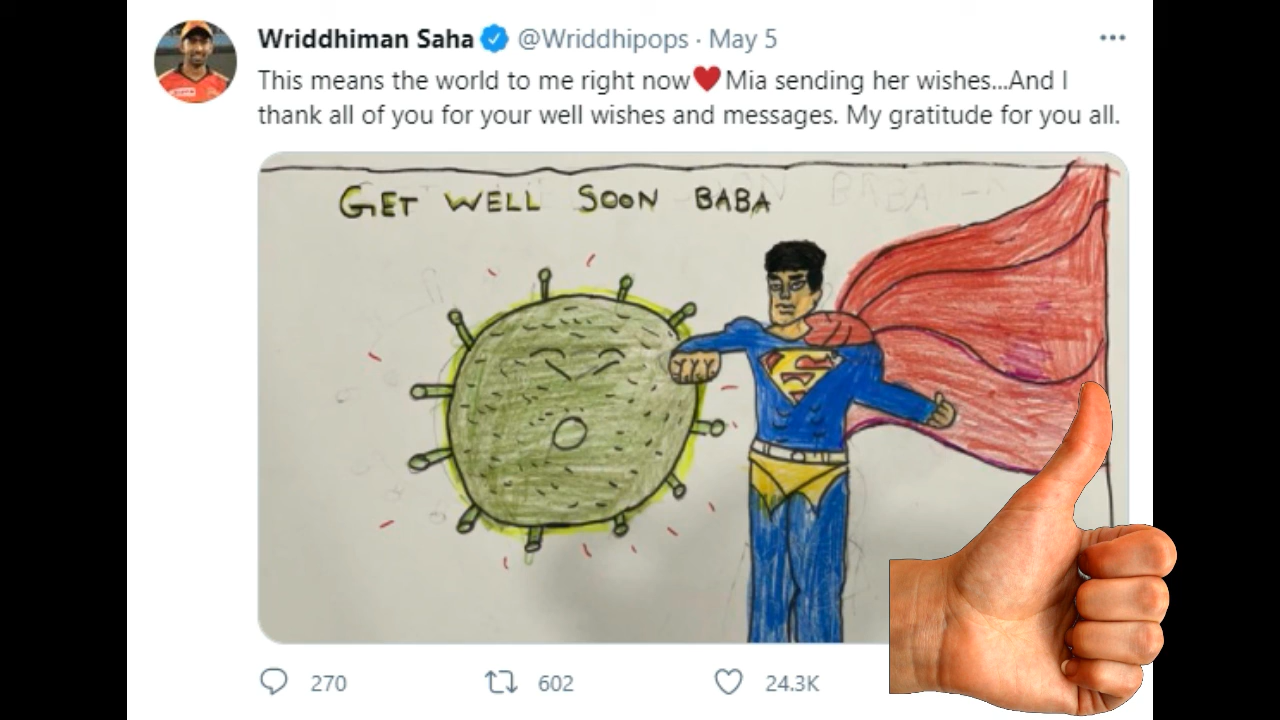 Wriddhiman Saha @Wriddhipops · May 5
This means the world to me right now❤Mia sending her wishes...And I
thank all of you for your well wishes and messages. My gratitude for you all.
GET WELL SOON BABA
270 602 24.3K